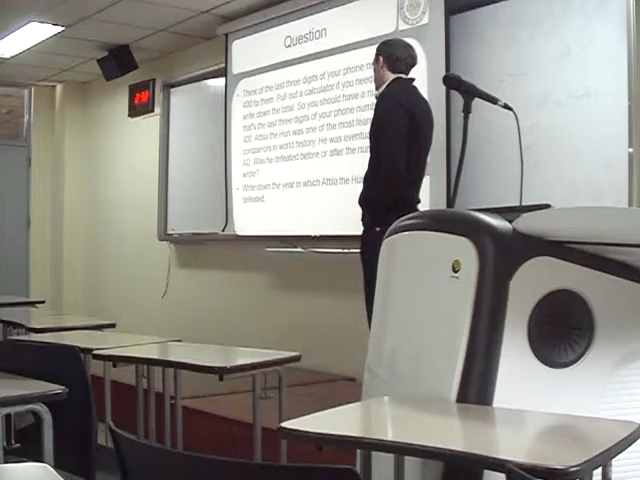 Question
• Think of the last three digits of your phone
400 to them. Pull out a calculator if you need
write down the total. So you should have a
that's the last three digits of your phone num
400. Attila the Hun was one of the most fear
conquerors in world history. He was eventu
AD. Was he defeated before or after the nu
wrote?
• Write down the year in which Attila the Hun
defeated.